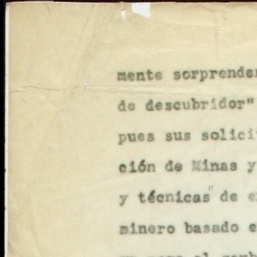 mente sorprende
de descubridor"
pues sus solici
ción de Minas y
y técnicas" de e
minero basado e